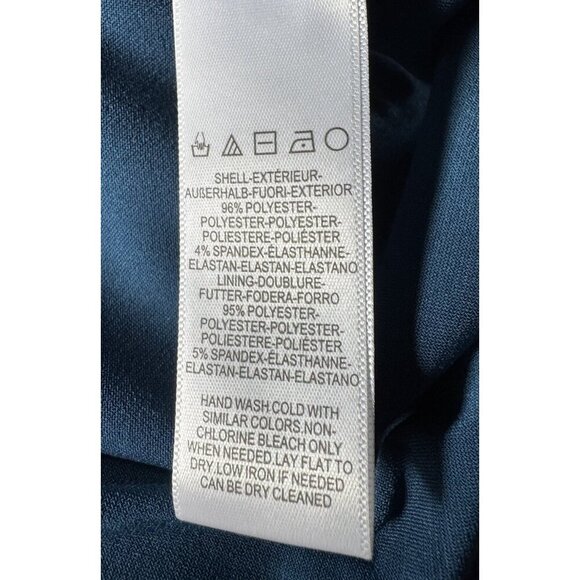 SHELL-EXTÉRIEUR-
AUßERHALB-FUORI-EXTERIOR
96% POLYESTER-
POLYESTER-POLYESTER-
POLIESTERE-POLIÉSTER
4% SPANDEX-ÉLASTHANNE-
ELASTAN-ELASTAN-ELASTANO
LINING-DOUBLURE-
FUTTER-FODERA-FORRO
95% POLYESTER-
POLYESTER-POLYESTER-
POLIESTERE-POLIÉSTER
5% SPANDEX-ÉLASTHANNE-
ELASTAN-ELASTAN-ELASTANO
HAND WASH COLD WITH
SIMILAR COLORS.NON-
CHLORINE BLEACH ONLY
WHEN NEEDED.LAY FLAT TO
DRY.LOW IRON IF NEEDED
CAN BE DRY CLEANED